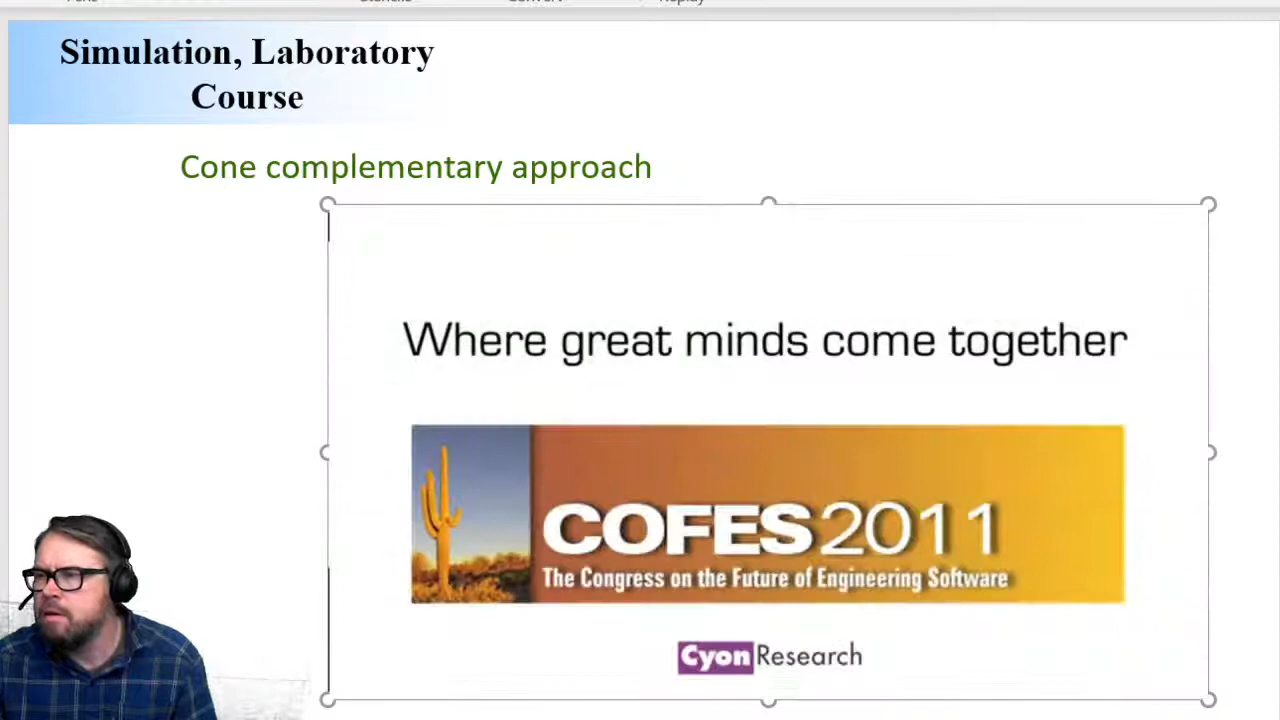 Simulation, Laboratory
Course
Cone complementary approach
Where great minds come together
COFES2011
The Congress on the Future of Engineering Software
Cyon Research